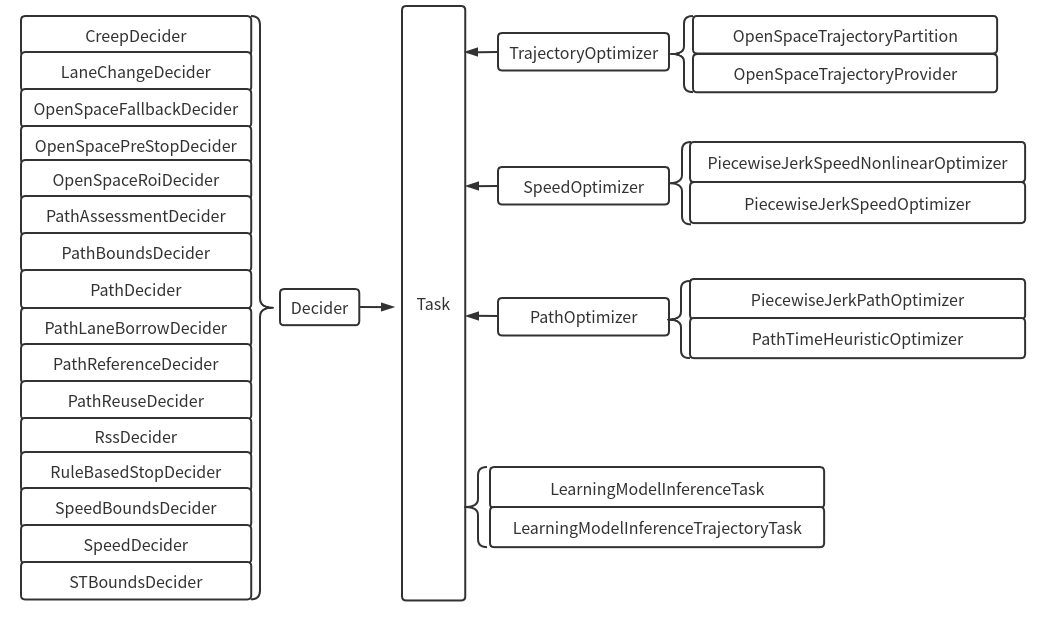 CreepDecider
LaneChangeDecider
OpenSpaceFallbackDecider
OpenSpacePreStopDecider
OpenSpaceRoiDecider
PathAssessmentDecider
PathBoundsDecider
PathDecider
PathLaneBorrowDecider
PathReferenceDecider
PathReuseDecider
RssDecider
RuleBasedStopDecider
SpeedBoundsDecider
SpeedDecider
STBoundsDecider
Decider
Task
TrajectoryOptimizer
OpenSpaceTrajectoryPartition
OpenSpaceTrajectoryProvider
SpeedOptimizer
PiecewiseJerkSpeedNonlinearOptimizer
PiecewiseJerkSpeedOptimizer
PathOptimizer
PiecewiseJerkPathOptimizer
PathTimeHeuristicOptimizer
LearningModelInferenceTask
LearningModelInferenceTrajectoryTask